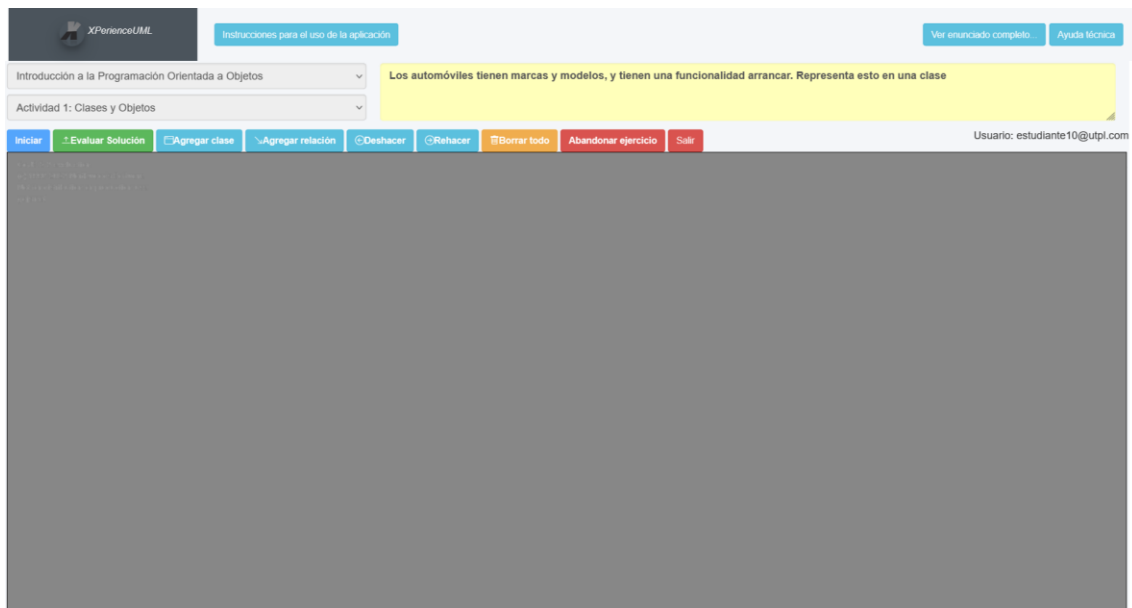 XPerienceUML
Instrucciones para el uso de la aplicación
Ver enunciado completo...
Ayuda técnica
Introducción a la Programación Orientada a Objetos
Los automóviles tienen marcas y modelos, y tienen una funcionalidad arrancar. Representa esto en una clase
Actividad 1: Clases y Objetos
Iniciar
Evaluar Solución
Agregar clase
Agregar relación
Deshacer
Rehacer
Borrar todo
Abandonar ejercicio
Salir
Usuario: estudiante10@utpl.com